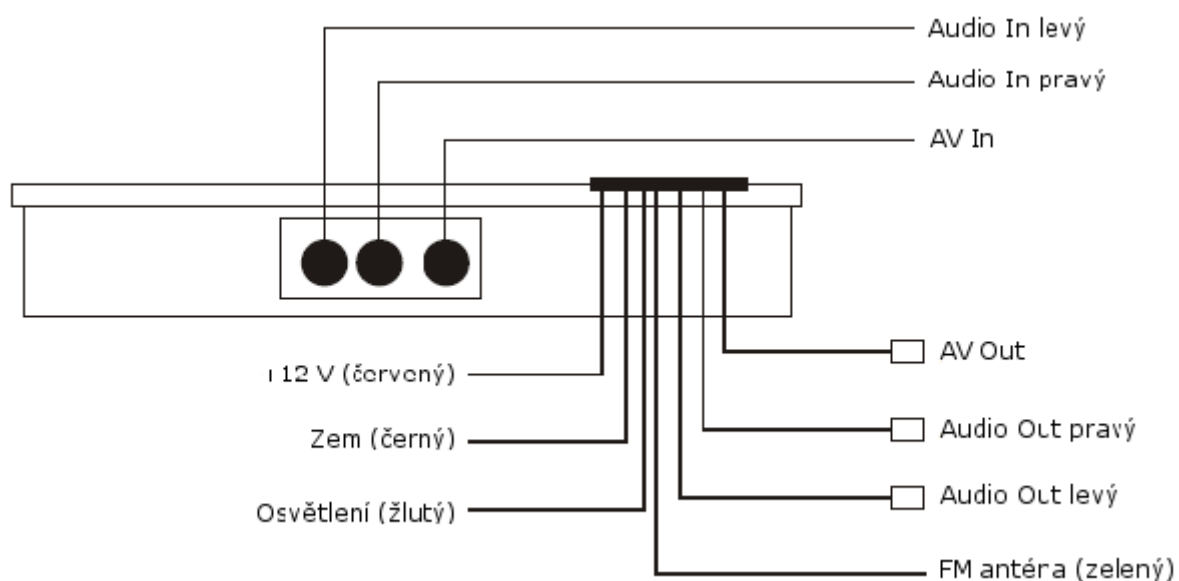 Audio In levý
Audio In pravý
AV In
AV Out
+12 V (červený)
Audio Out pravý
Zem (černý)
Audio Out levý
Osvětlení (žlutý)
FM antéra (zelený)